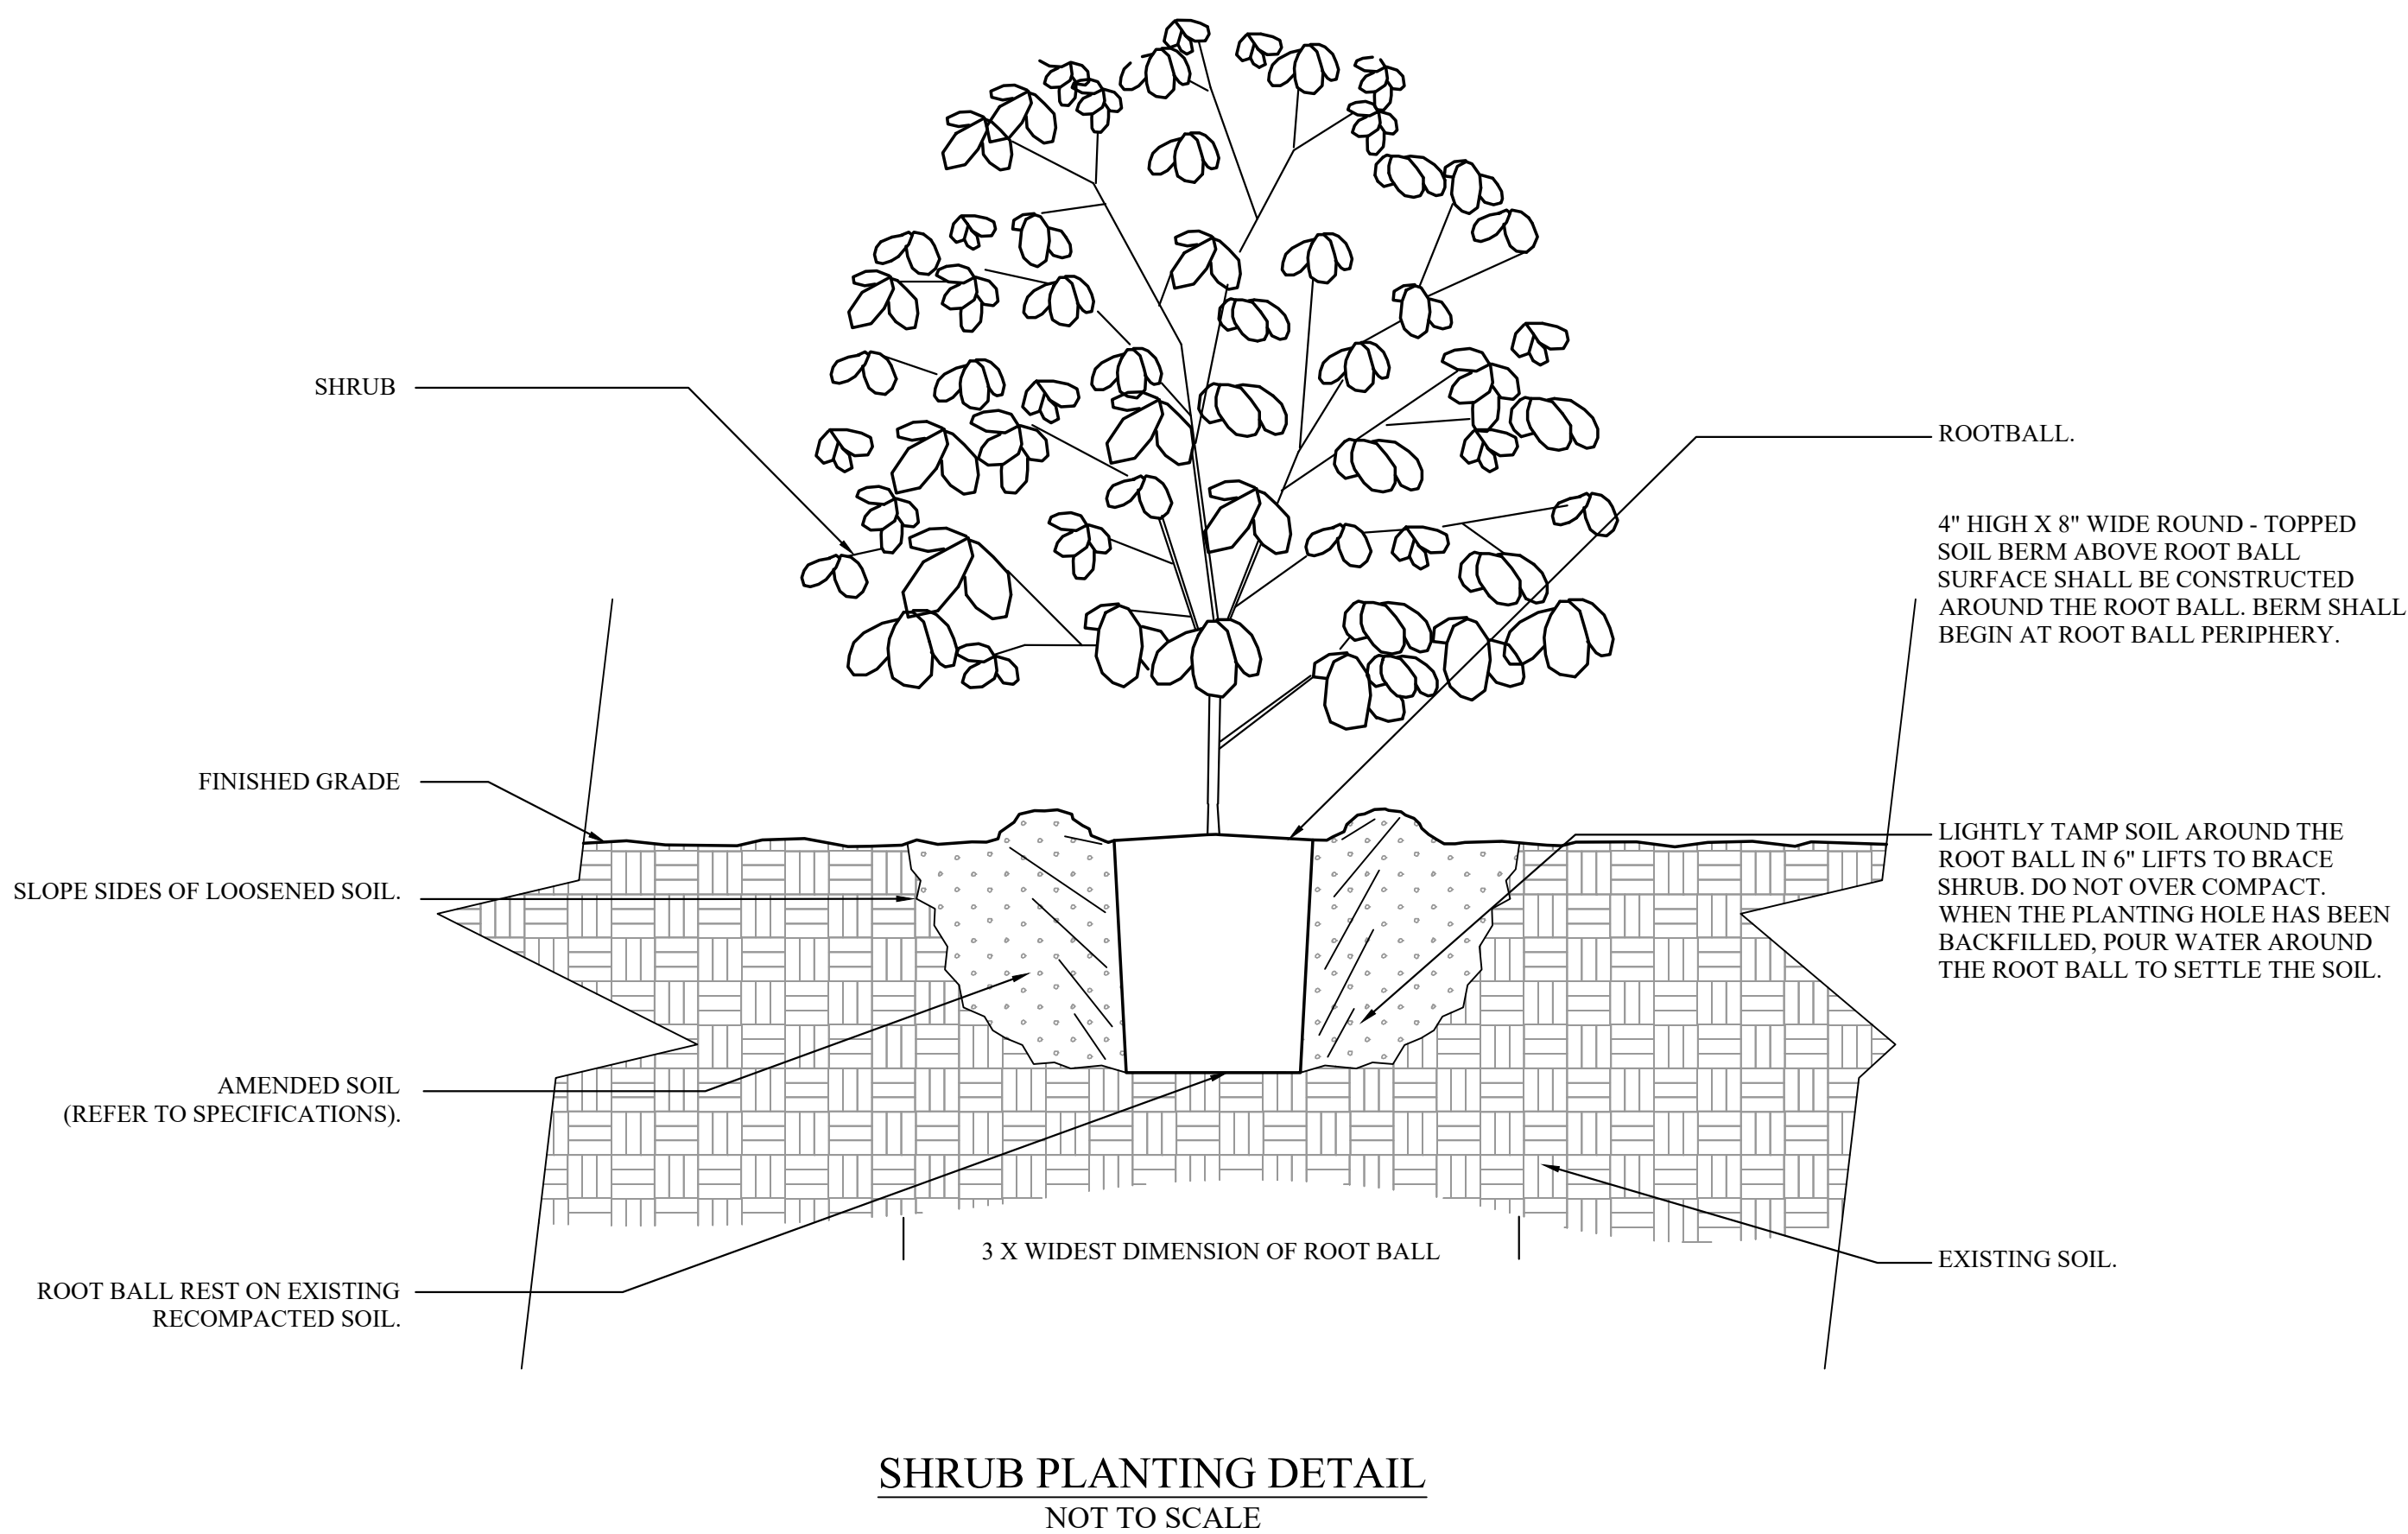 SHRUB
ROOTBALL.
4" HIGH X 8" WIDE ROUND - TOPPED
SOIL BERM ABOVE ROOT BALL
SURFACE SHALL BE CONSTRUCTED
AROUND THE ROOT BALL. BERM SHALL
BEGIN AT ROOT BALL PERIPHERY.
FINISHED GRADE
LIGHTLY TAMP SOIL AROUND THE
ROOT BALL IN 6" LIFTS TO BRACE
SHRUB. DO NOT OVER COMPACT.
WHEN THE PLANTING HOLE HAS BEEN
BACKFILLED, POUR WATER AROUND
THE ROOT BALL TO SETTLE THE SOIL.
SLOPE SIDES OF LOOSENED SOIL.
AMENDED SOIL
(REFER TO SPECIFICATIONS).
3 X WIDEST DIMENSION OF ROOT BALL
EXISTING SOIL.
ROOT BALL REST ON EXISTING
RECOMPACTED SOIL.
SHRUB PLANTING DETAIL
NOT TO SCALE